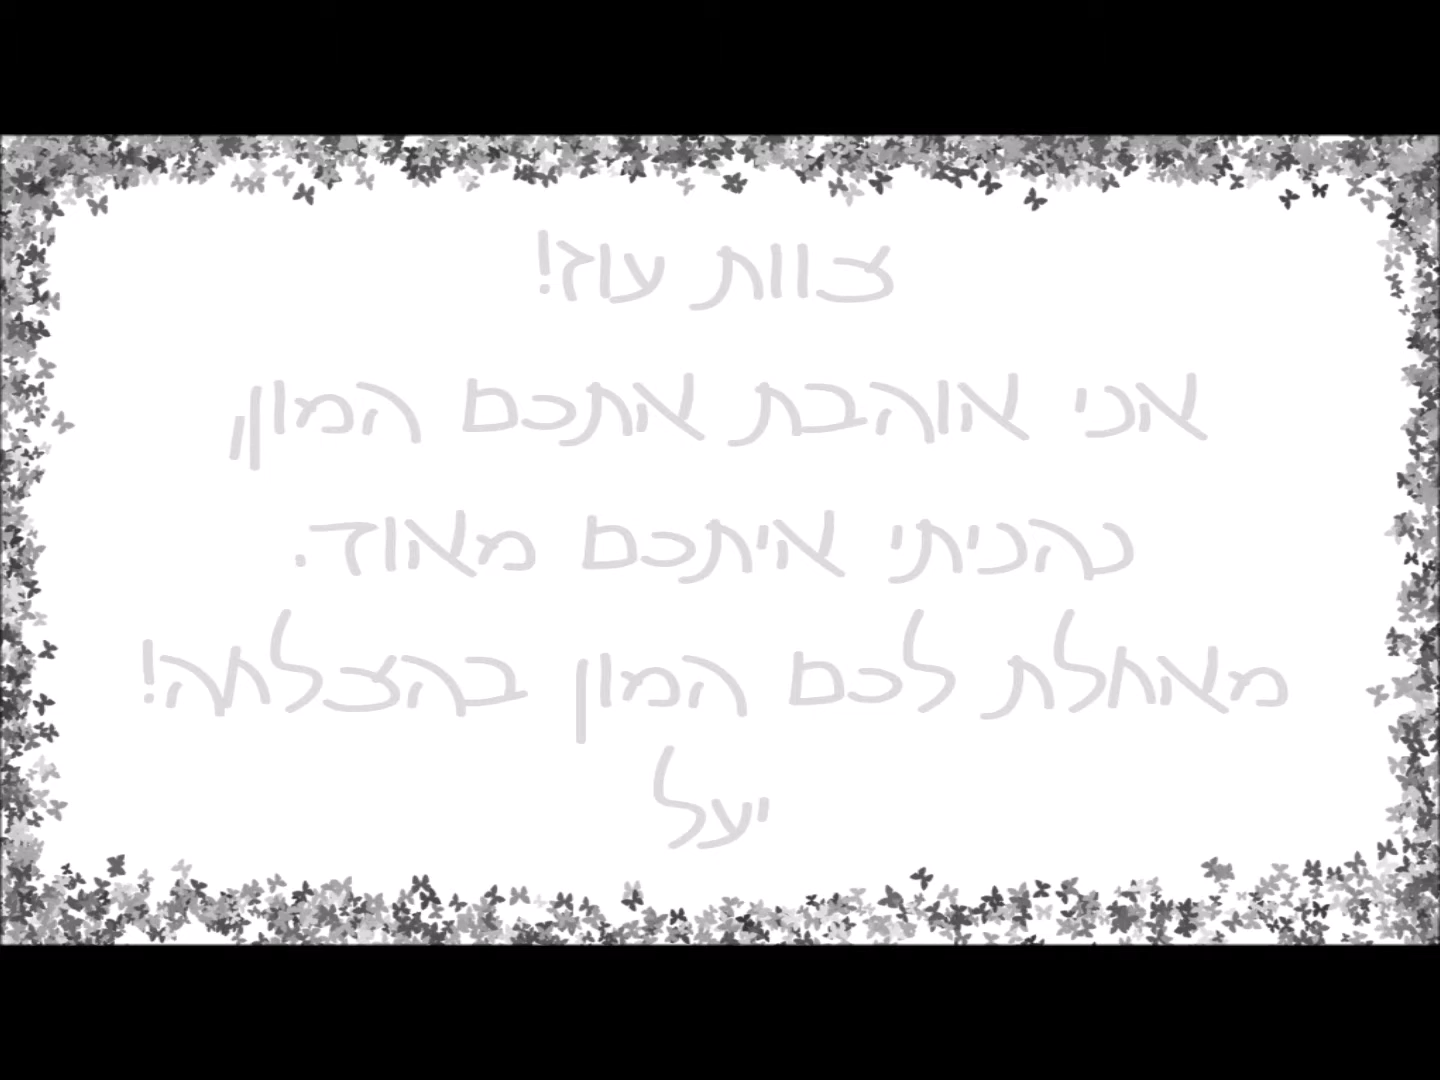 צוות עוז!
אני אוהבת אתכם המון,
נהניתי איתכם מאוד.
מאחלת לכם המון בהצלחה!
יעל